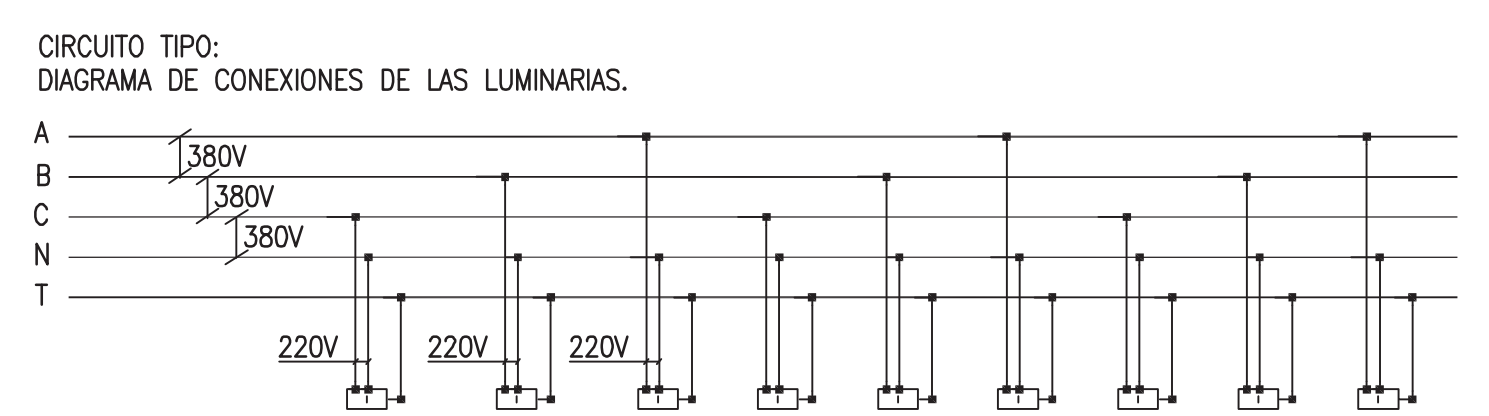 CIRCUITO TIPO:
DIAGRAMA DE CONEXIONES DE LAS LUMINARIAS.
A
380V
B
380V
C
380V
N
T
220V 220V 220V